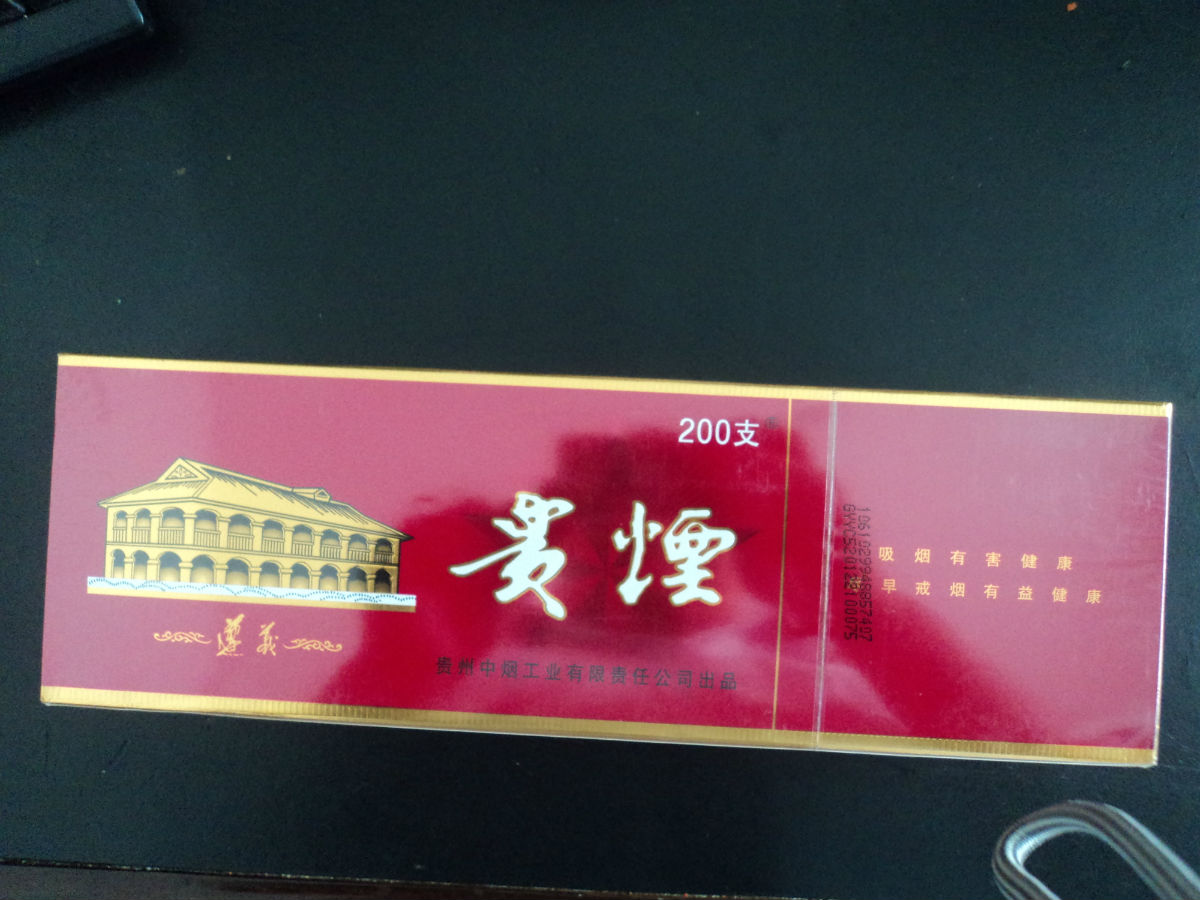 200支
貴煙
遵义
贵州中烟工业有限责任公司出品
吸烟有害健康
早戒烟有益健康